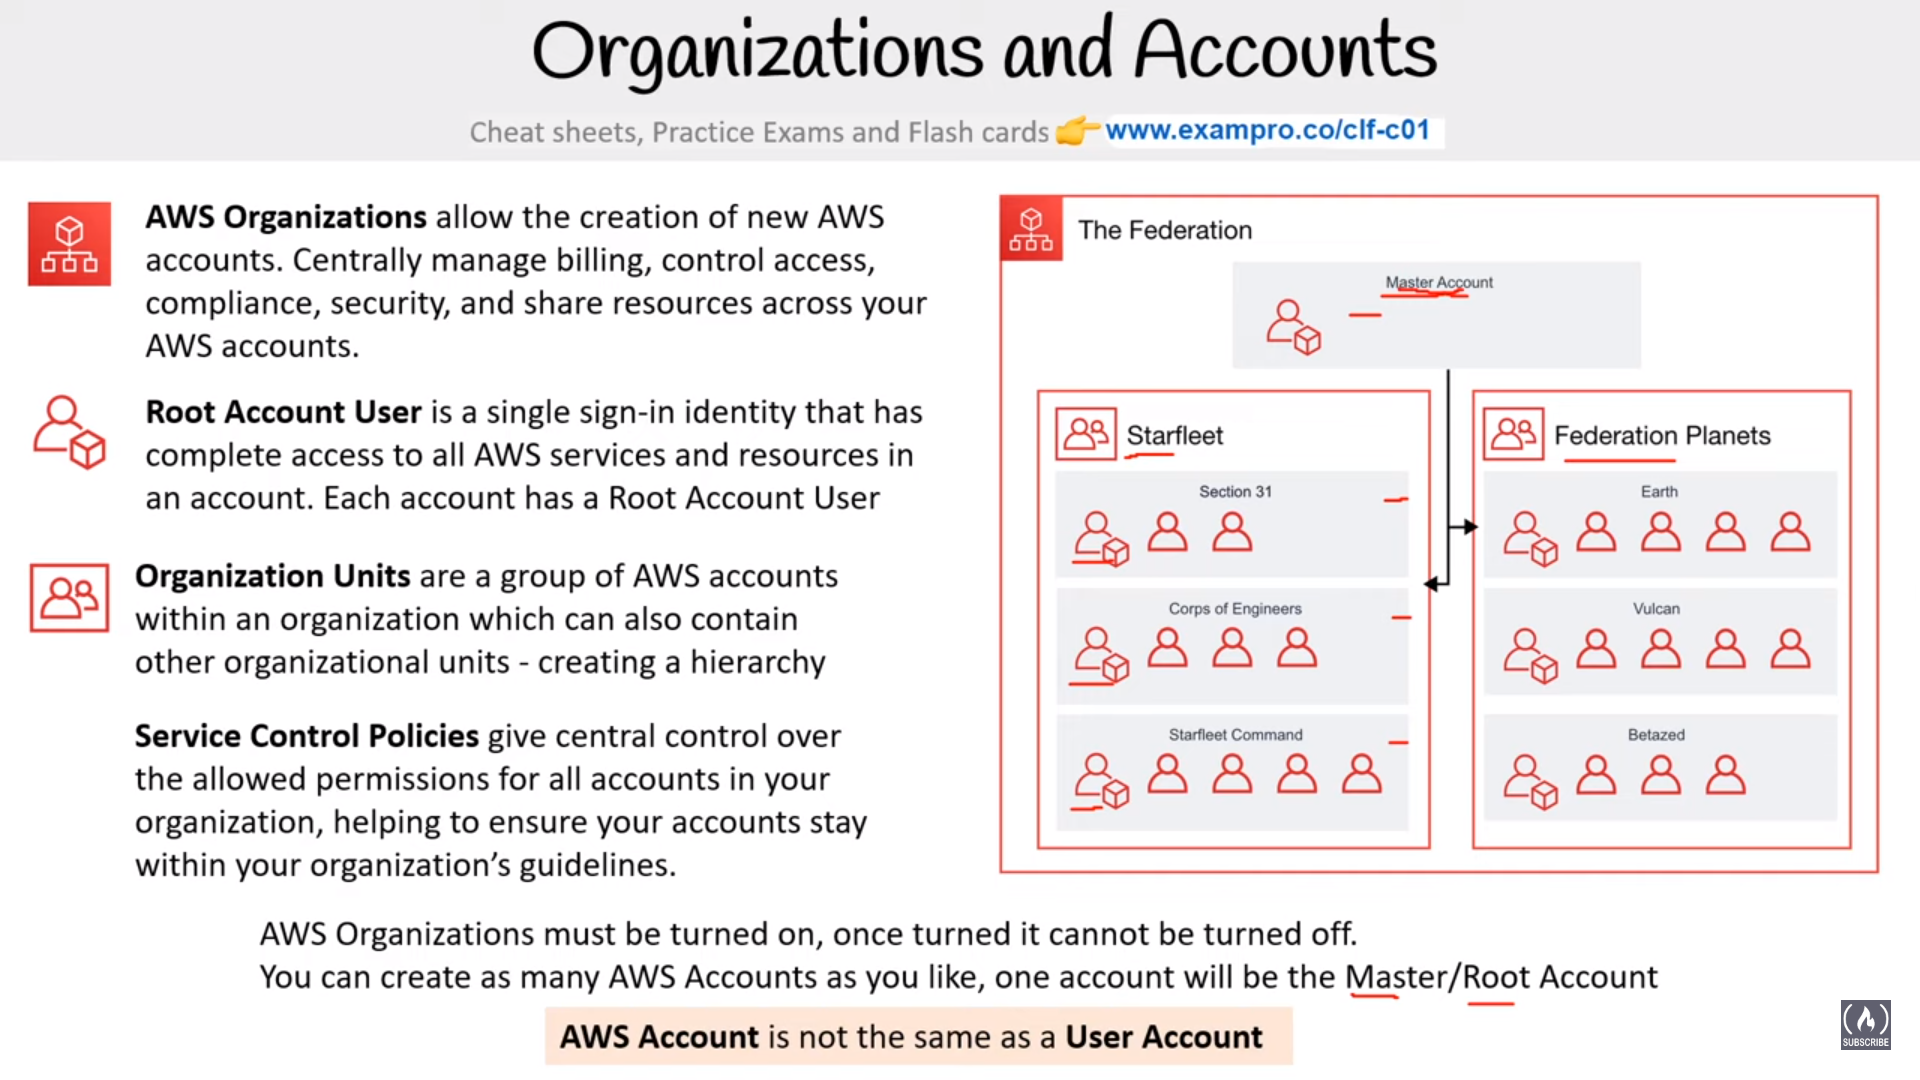 Organizations and Accounts
Cheat sheets, Practice Exams and Flash cards 👉 www.exampro.co/clf-c01
AWS Organizations allow the creation of new AWS
accounts. Centrally manage billing, control access,
compliance, security, and share resources across your
AWS accounts.
Root Account User is a single sign-in identity that has
complete access to all AWS services and resources in
an account. Each account has a Root Account User
Organization Units are a group of AWS accounts
within an organization which can also contain
other organizational units - creating a hierarchy
Service Control Policies give central control over
the allowed permissions for all accounts in your
organization, helping to ensure your accounts stay
within your organization’s guidelines.
The Federation
Master Account
Starfleet
Section 31
Corps of Engineers
Starfleet Command
Federation Planets
Earth
Vulcan
Betazed
AWS Organizations must be turned on, once turned it cannot be turned off.
You can create as many AWS Accounts as you like, one account will be the Master/Root Account
AWS Account is not the same as a User Account
SUBSCRIBE